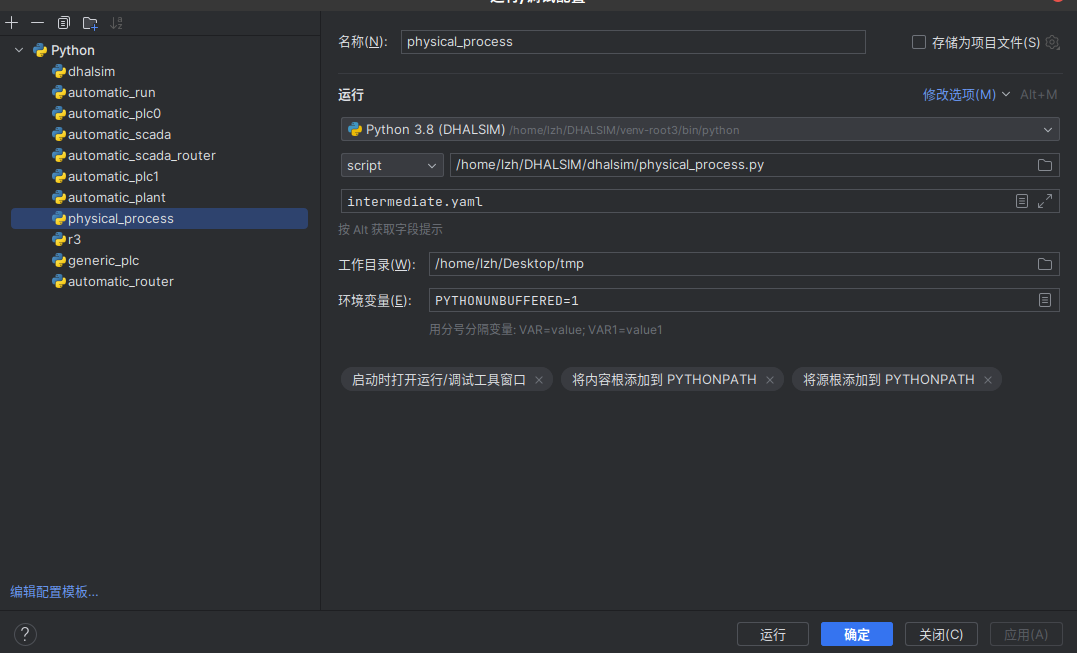 运行/调试配置
Python
dhalsim
automatic_run
automatic_plc0
automatic_scada
automatic_scada_router
automatic_plc1
automatic_plant
physical_process
r3
generic_plc
automatic_router
编辑配置模板...
名称(N): physical_process 存储为项目文件(S)
运行 修改选项(M) Alt+M
Python 3.8 (DHALSIM) /home/lzh/DHALSIM/venv-root3/bin/python
script /home/lzh/DHALSIM/dhalsim/physical_process.py
intermediate.yaml
按 Alt 获取字段提示
工作目录(W): /home/lzh/Desktop/tmp
环境变量(E): PYTHONUNBUFFERED=1
用分号分隔变量: VAR=value; VAR1=value1
启动时打开运行/调试工具窗口 × 将内容根添加到 PYTHONPATH × 将源根添加到 PYTHONPATH ×
? 运行 确定 关闭(C) 应用(A)